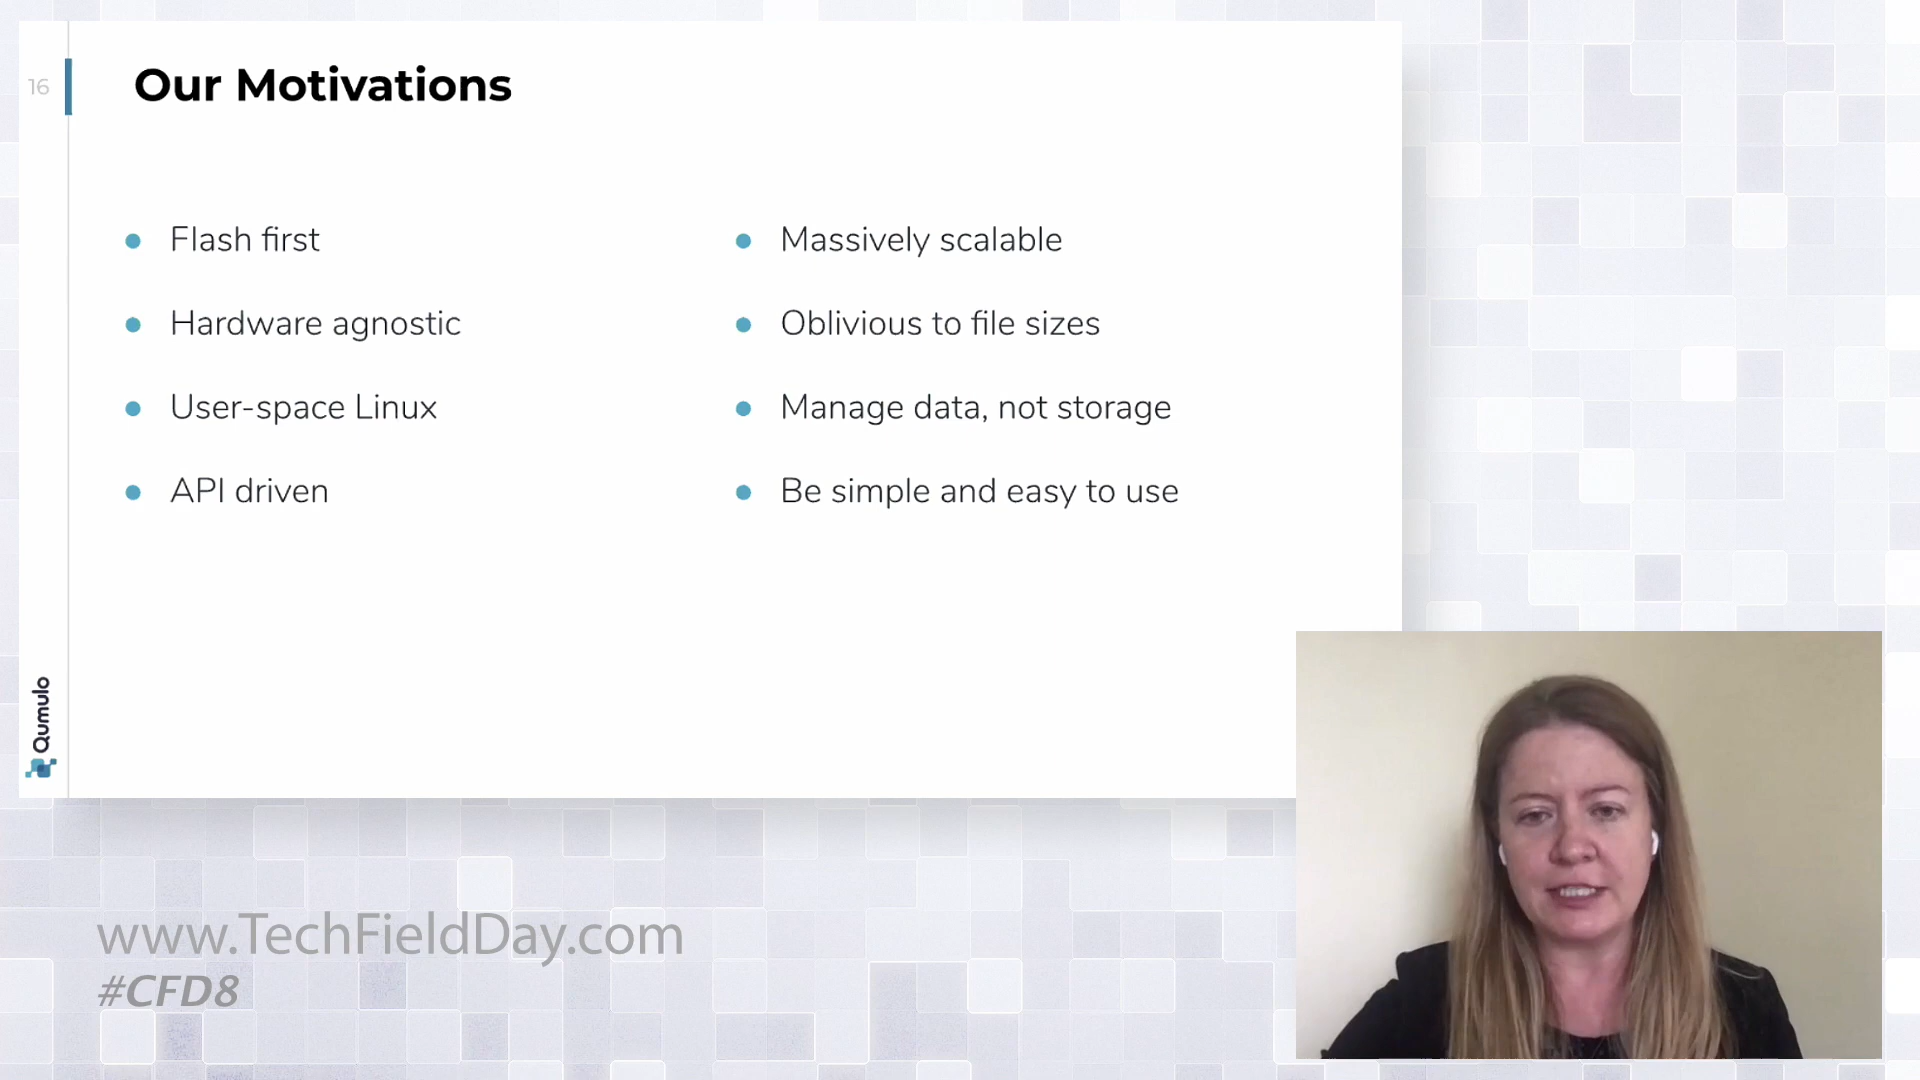 16
Our Motivations
Flash first
Hardware agnostic
User-space Linux
API driven
Massively scalable
Oblivious to file sizes
Manage data, not storage
Be simple and easy to use
Qumulo
www.TechFieldDay.com
#CFD8